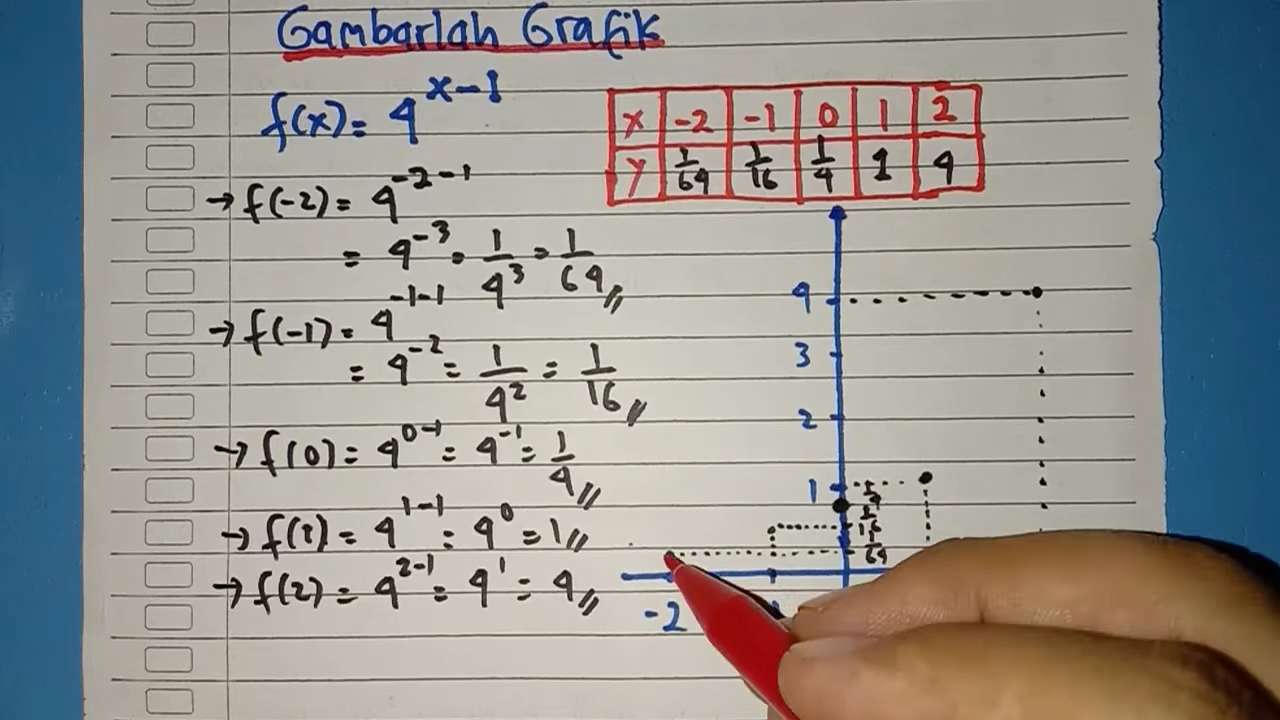 Gambarlah Grafik
f(x) = 4^{x-1}
x -2 -1 0 1 2
y 1/64 1/16 1/4 1 4
→ f(-2) = 4^{-2-1}
= 4^{-3} = 1/4^3 = 1/64 //
→ f(-1) = 4^{-1-1}
= 4^{-2} = 1/4^2 = 1/16 //
→ f(0) = 4^{0-1} = 4^{-1} = 1/4 //
→ f(1) = 4^{1-1} = 4^0 = 1 //
→ f(2) = 4^{2-1} = 4^1 = 4 //
4
3
2
1
1/4
1/16
1/64
-2